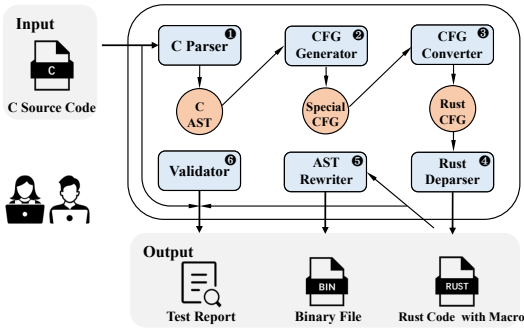 Input
C
C Source Code
C Parser ❶
C
AST
CFG ❷
Generator
Special
CFG
CFG ❸
Converter
Rust
CFG
Validator ❻
AST ❺
Rewriter
Rust ❹
Deparser
Output
Test Report
BIN
Binary File
RUST
Rust Code with Macro